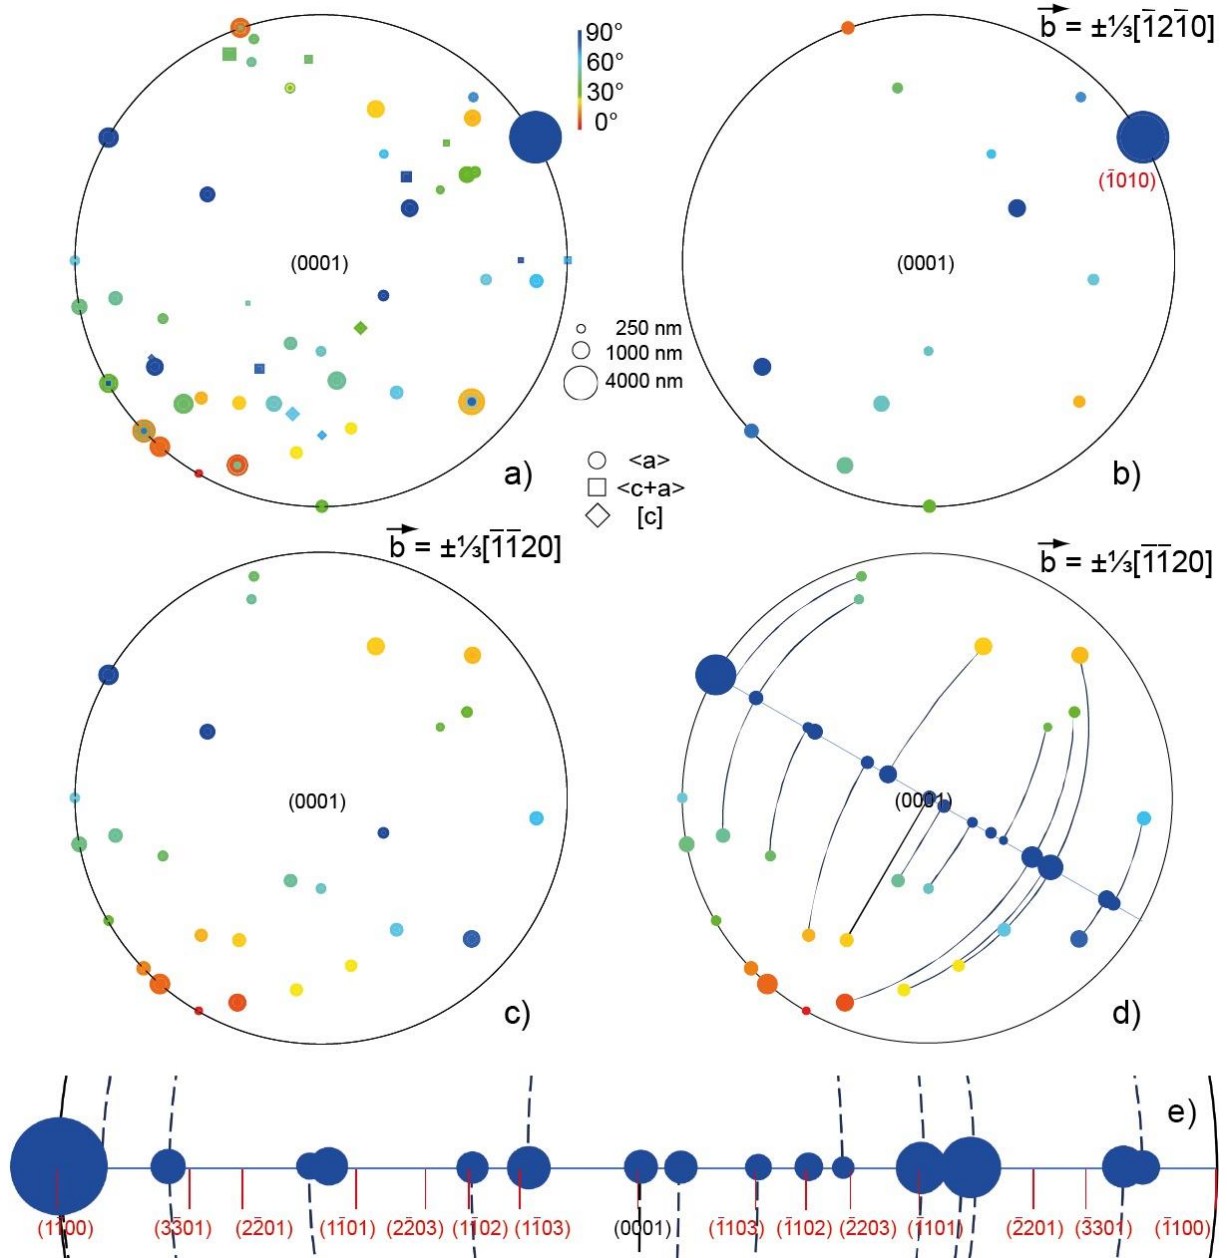 90°
60°
30°
0°
(0001)
a)
250 nm
1000 nm
4000 nm
<a>
<c+a>
[c]
b⃗ = ±⅓[1̅21̅0]
(1̅010)
(0001)
b)
b⃗ = ±⅓[1̅1̅20]
(0001)
c)
b⃗ = ±⅓[1̅1̅20]
(0001)
d)
e)
(11̅00) (33̅01) (22̅01) (11̅01) (22̅03) (11̅02) (11̅03) (0001) (1̅103) (1̅102) (2̅203) (1̅101) (2̅201) (3̅301) (1̅100)